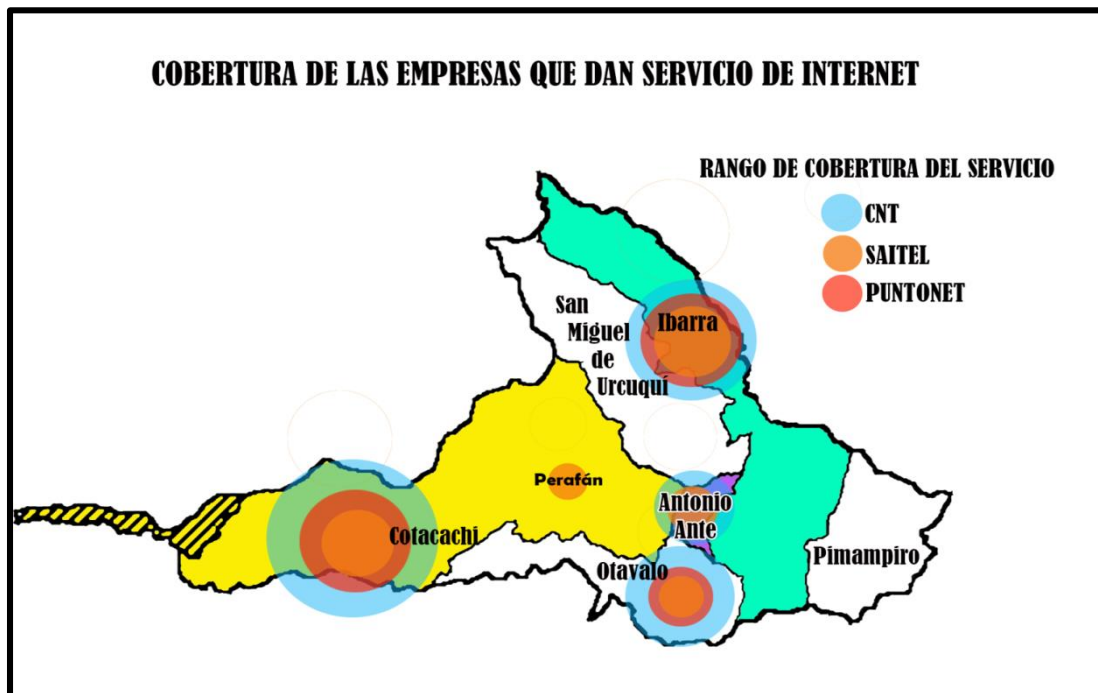 COBERTURA DE LAS EMPRESAS QUE DAN SERVICIO DE INTERNET
RANGO DE COBERTURA DEL SERVICIO
CNT
SAITEL
PUNTONET
San
Miguel
de
Urcuquí
Ibarra
Perafán
Cotacachi
Antonio
Ante
Otavalo
Pimampiro